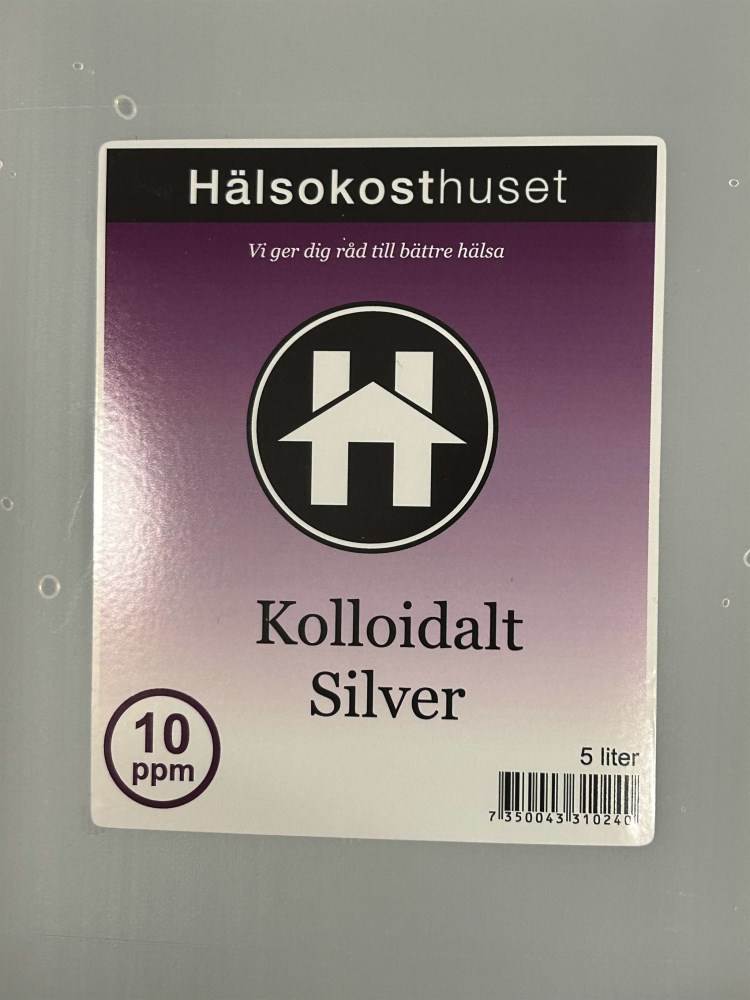 Hälsokosthuset
Vi ger dig råd till bättre hälsa
Kolloidalt
Silver
10
ppm
5 liter
7 350043 310240